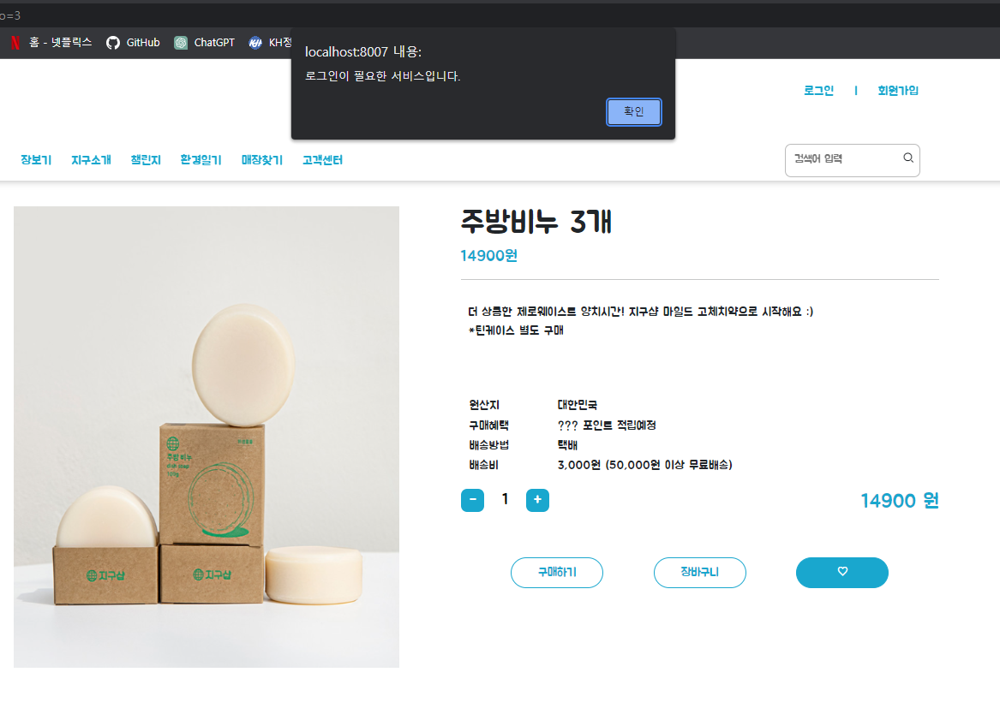 o=3
홈 - 넷플릭스 GitHub ChatGPT KH정
localhost:8007 내용:
로그인이 필요한 서비스입니다.
확인
로그인 | 회원가입
장보기 지구소개 챌린지 환경일기 매장찾기 고객센터
검색어 입력
주방비누 3개
14900원
더 상큼한 제로웨이스트 양치시간! 지구샵 마일드 고체치약으로 시작해요 :)
*틴케이스 별도 구매
원산지 대한민국
구매혜택 ??? 포인트 적립예정
배송방법 택배
배송비 3,000원 (50,000원 이상 무료배송)
- 1 +
14900 원
구매하기 장바구니
주방 비누
dish soap
100g
지구샵
지구샵